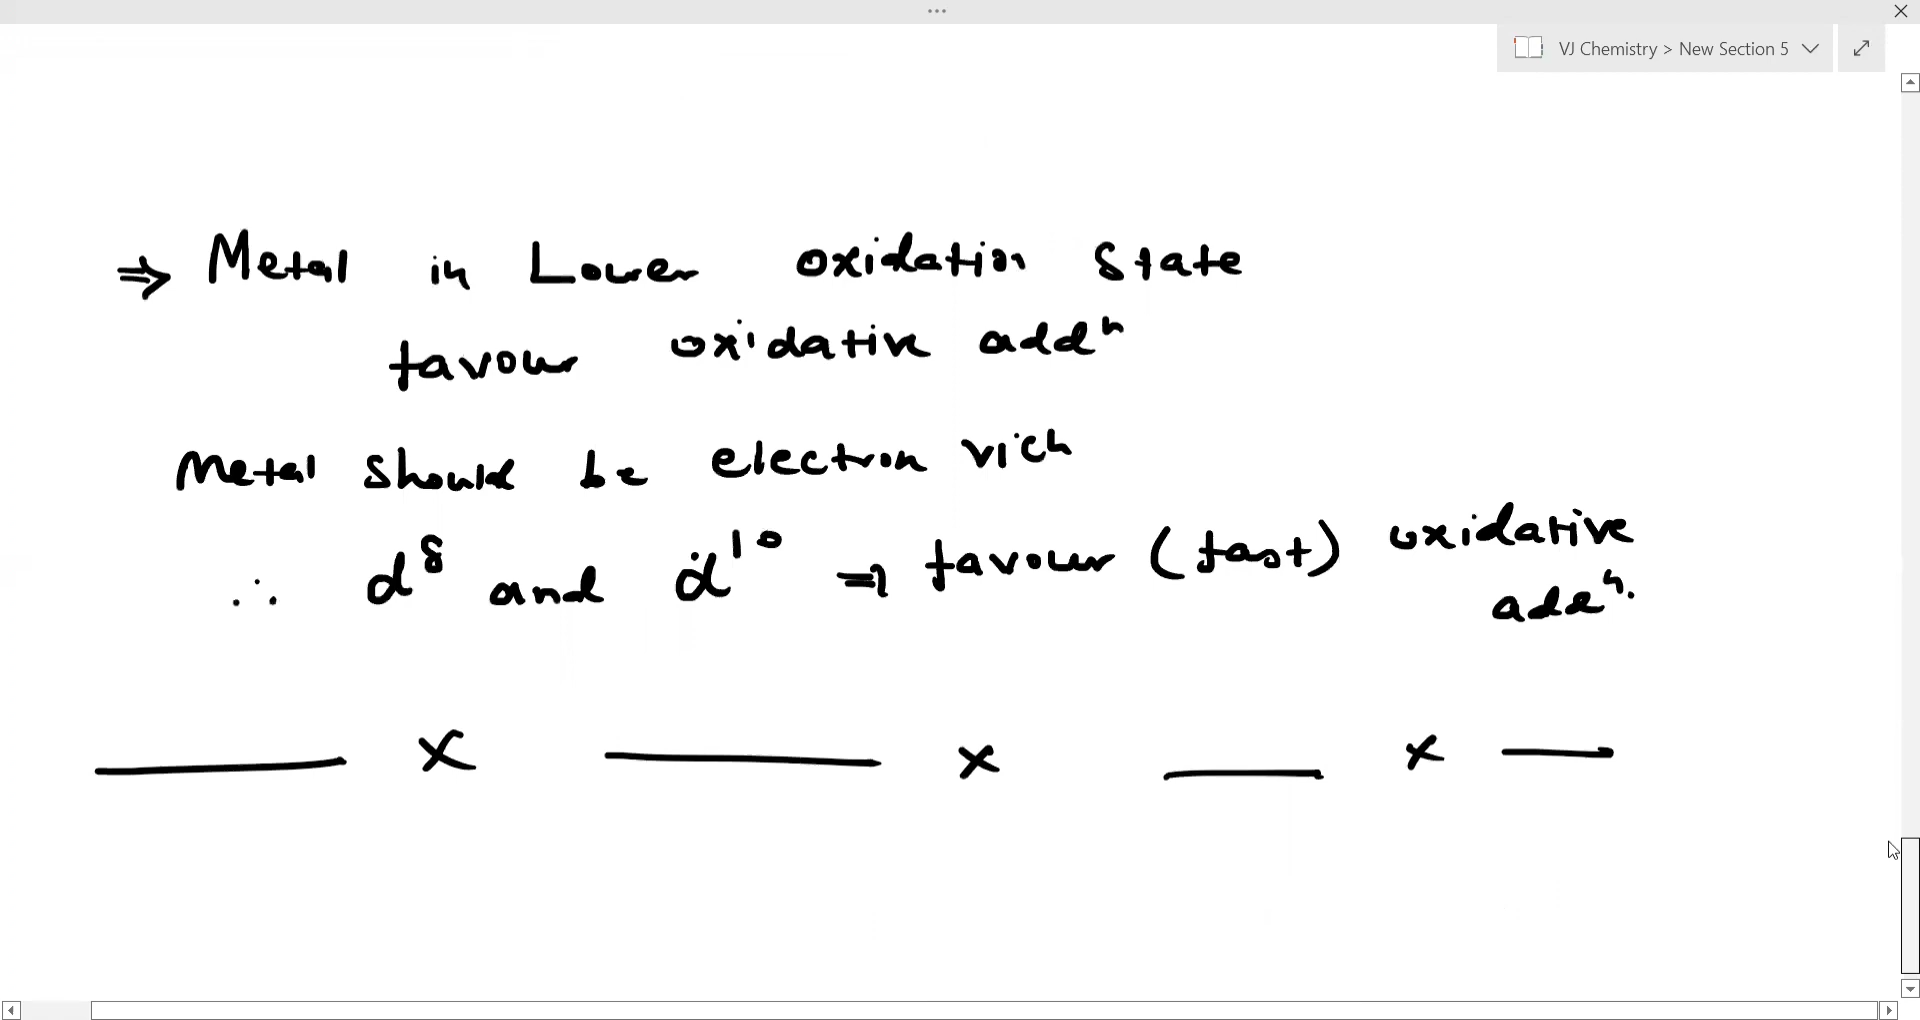 VJ Chemistry > New Section 5
⇒ Metal in Lower oxidation state
favour oxidative addⁿ
Metal should be electron rich
∴ d⁸ and d¹⁰ ⇒ favour (fast) oxidative
addⁿ.
—— x —— x —— x ——